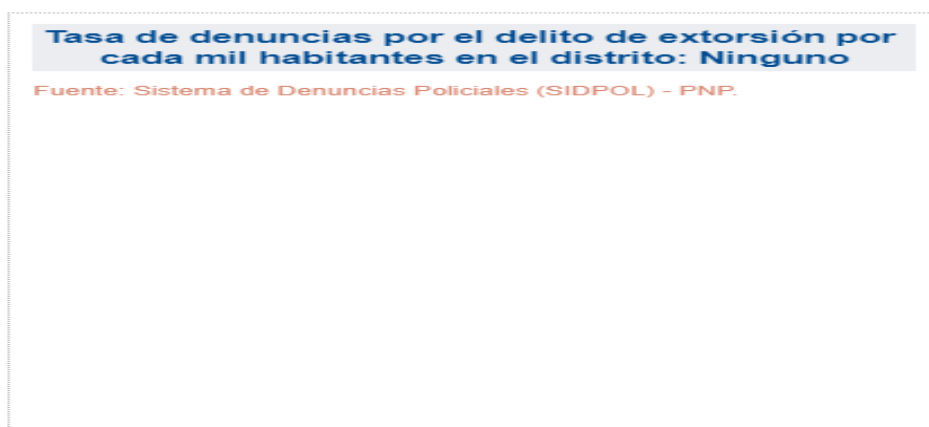 Tasa de denuncias por el delito de extorsión por
cada mil habitantes en el distrito: Ninguno
Fuente: Sistema de Denuncias Policiales (SIDPOL) - PNP.